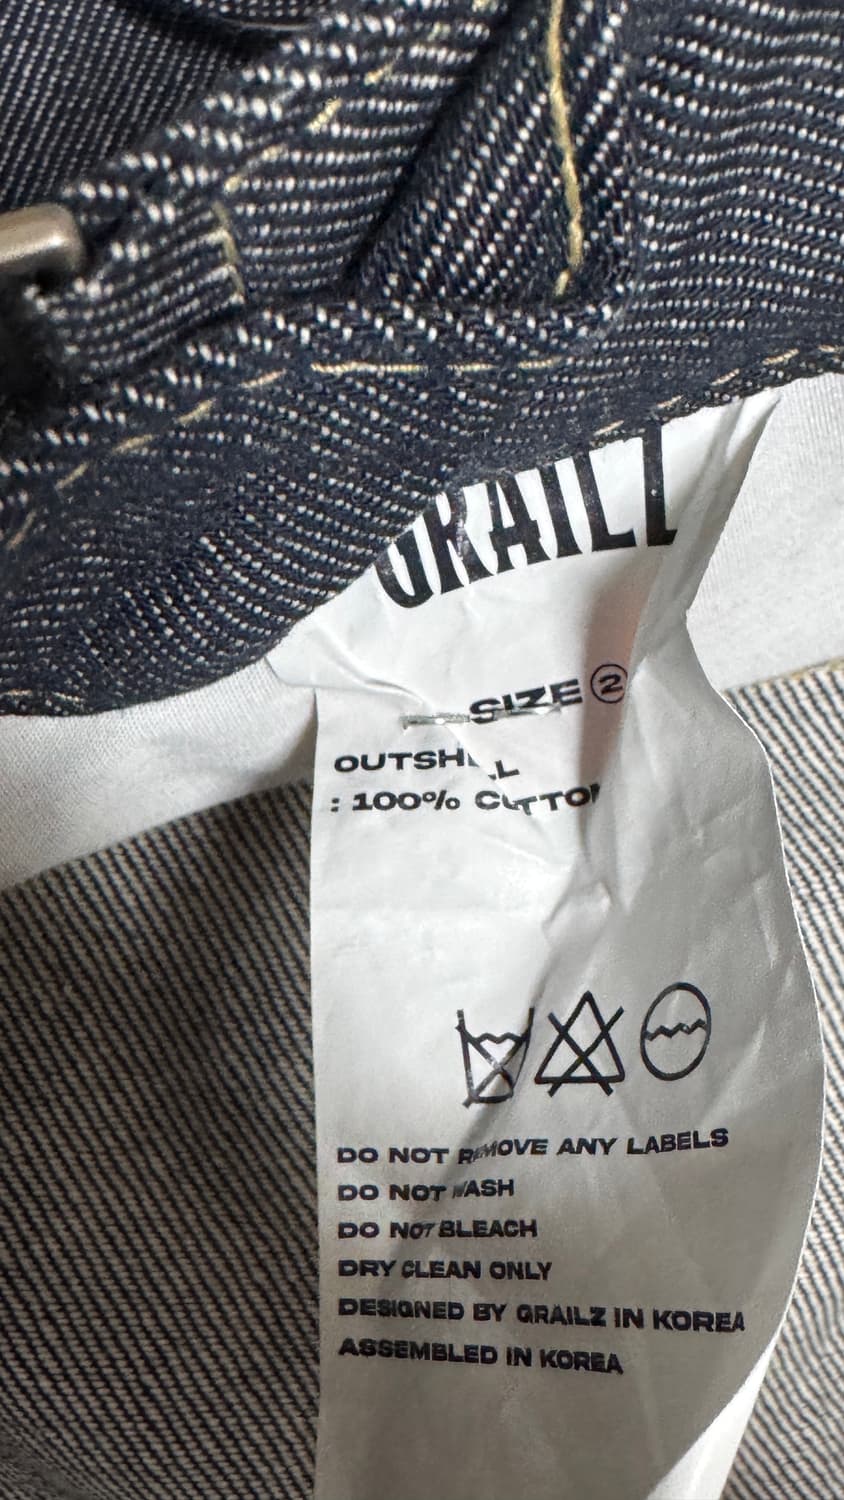 GRAILZ
SIZE ②
OUTSHELL
: 100% COTTON
DO NOT REMOVE ANY LABELS
DO NOT WASH
DO NOT BLEACH
DRY CLEAN ONLY
DESIGNED BY GRAILZ IN KOREA
ASSEMBLED IN KOREA